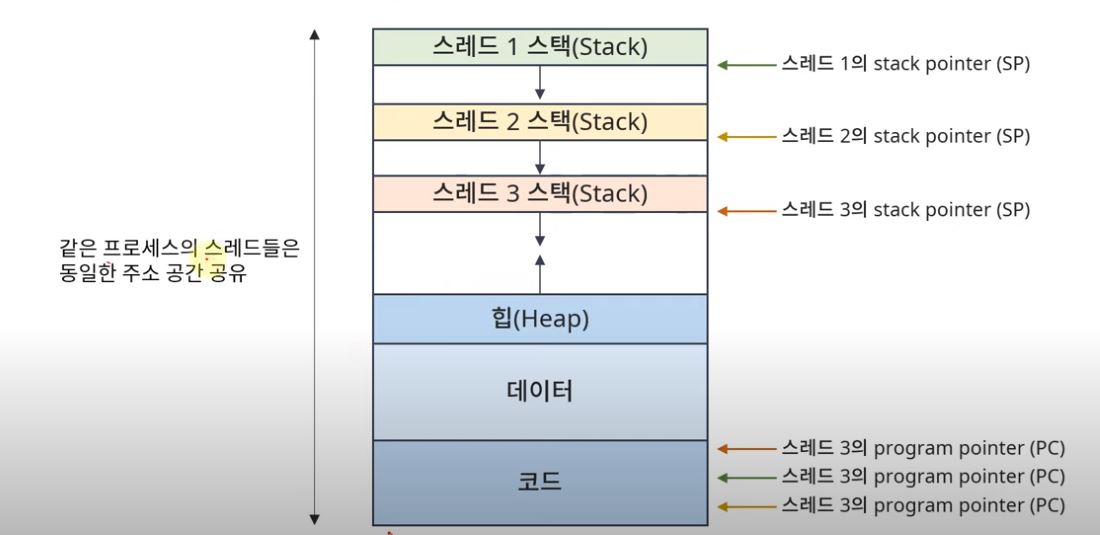 스레드 1 스택(Stack)
스레드 1의 stack pointer (SP)
스레드 2 스택(Stack)
스레드 2의 stack pointer (SP)
스레드 3 스택(Stack)
스레드 3의 stack pointer (SP)
같은 프로세스의 스레드들은
동일한 주소 공간 공유
힙(Heap)
데이터
코드
스레드 3의 program pointer (PC)
스레드 3의 program pointer (PC)
스레드 3의 program pointer (PC)